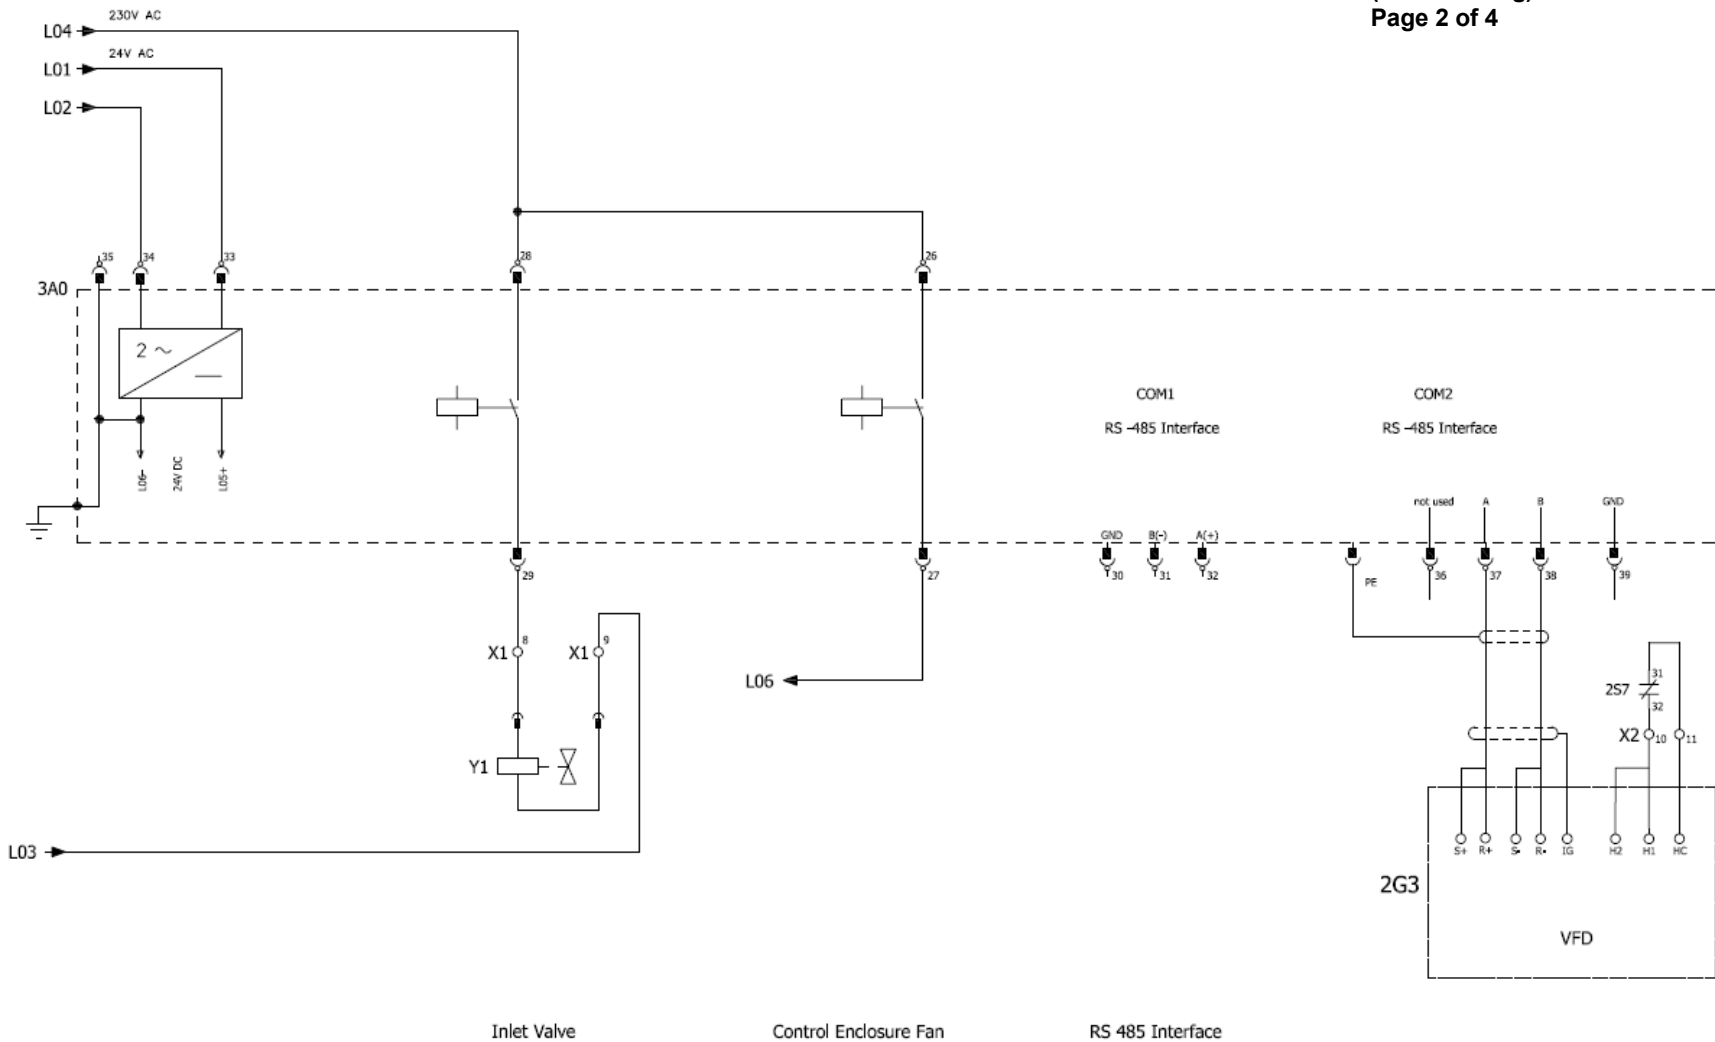 Page 2 of 4
230V AC
L04
24V AC
L01
L02
35
34
33
28
26
3A0
2 ~
COM1
COM2
RS -485 Interface
RS -485 Interface
L06-
24V DC
L05+
not used
A
B
GND
GND
B(-)
A(+)
29
27
30
31
32
PE
36
37
38
39
8
9
X1
X1
L06
31
2S7
32
X2
10
11
Y1
L03
S+
R+
S-
R-
IG
H2
H1
HC
2G3
VFD
Inlet Valve
Control Enclosure Fan
RS 485 Interface